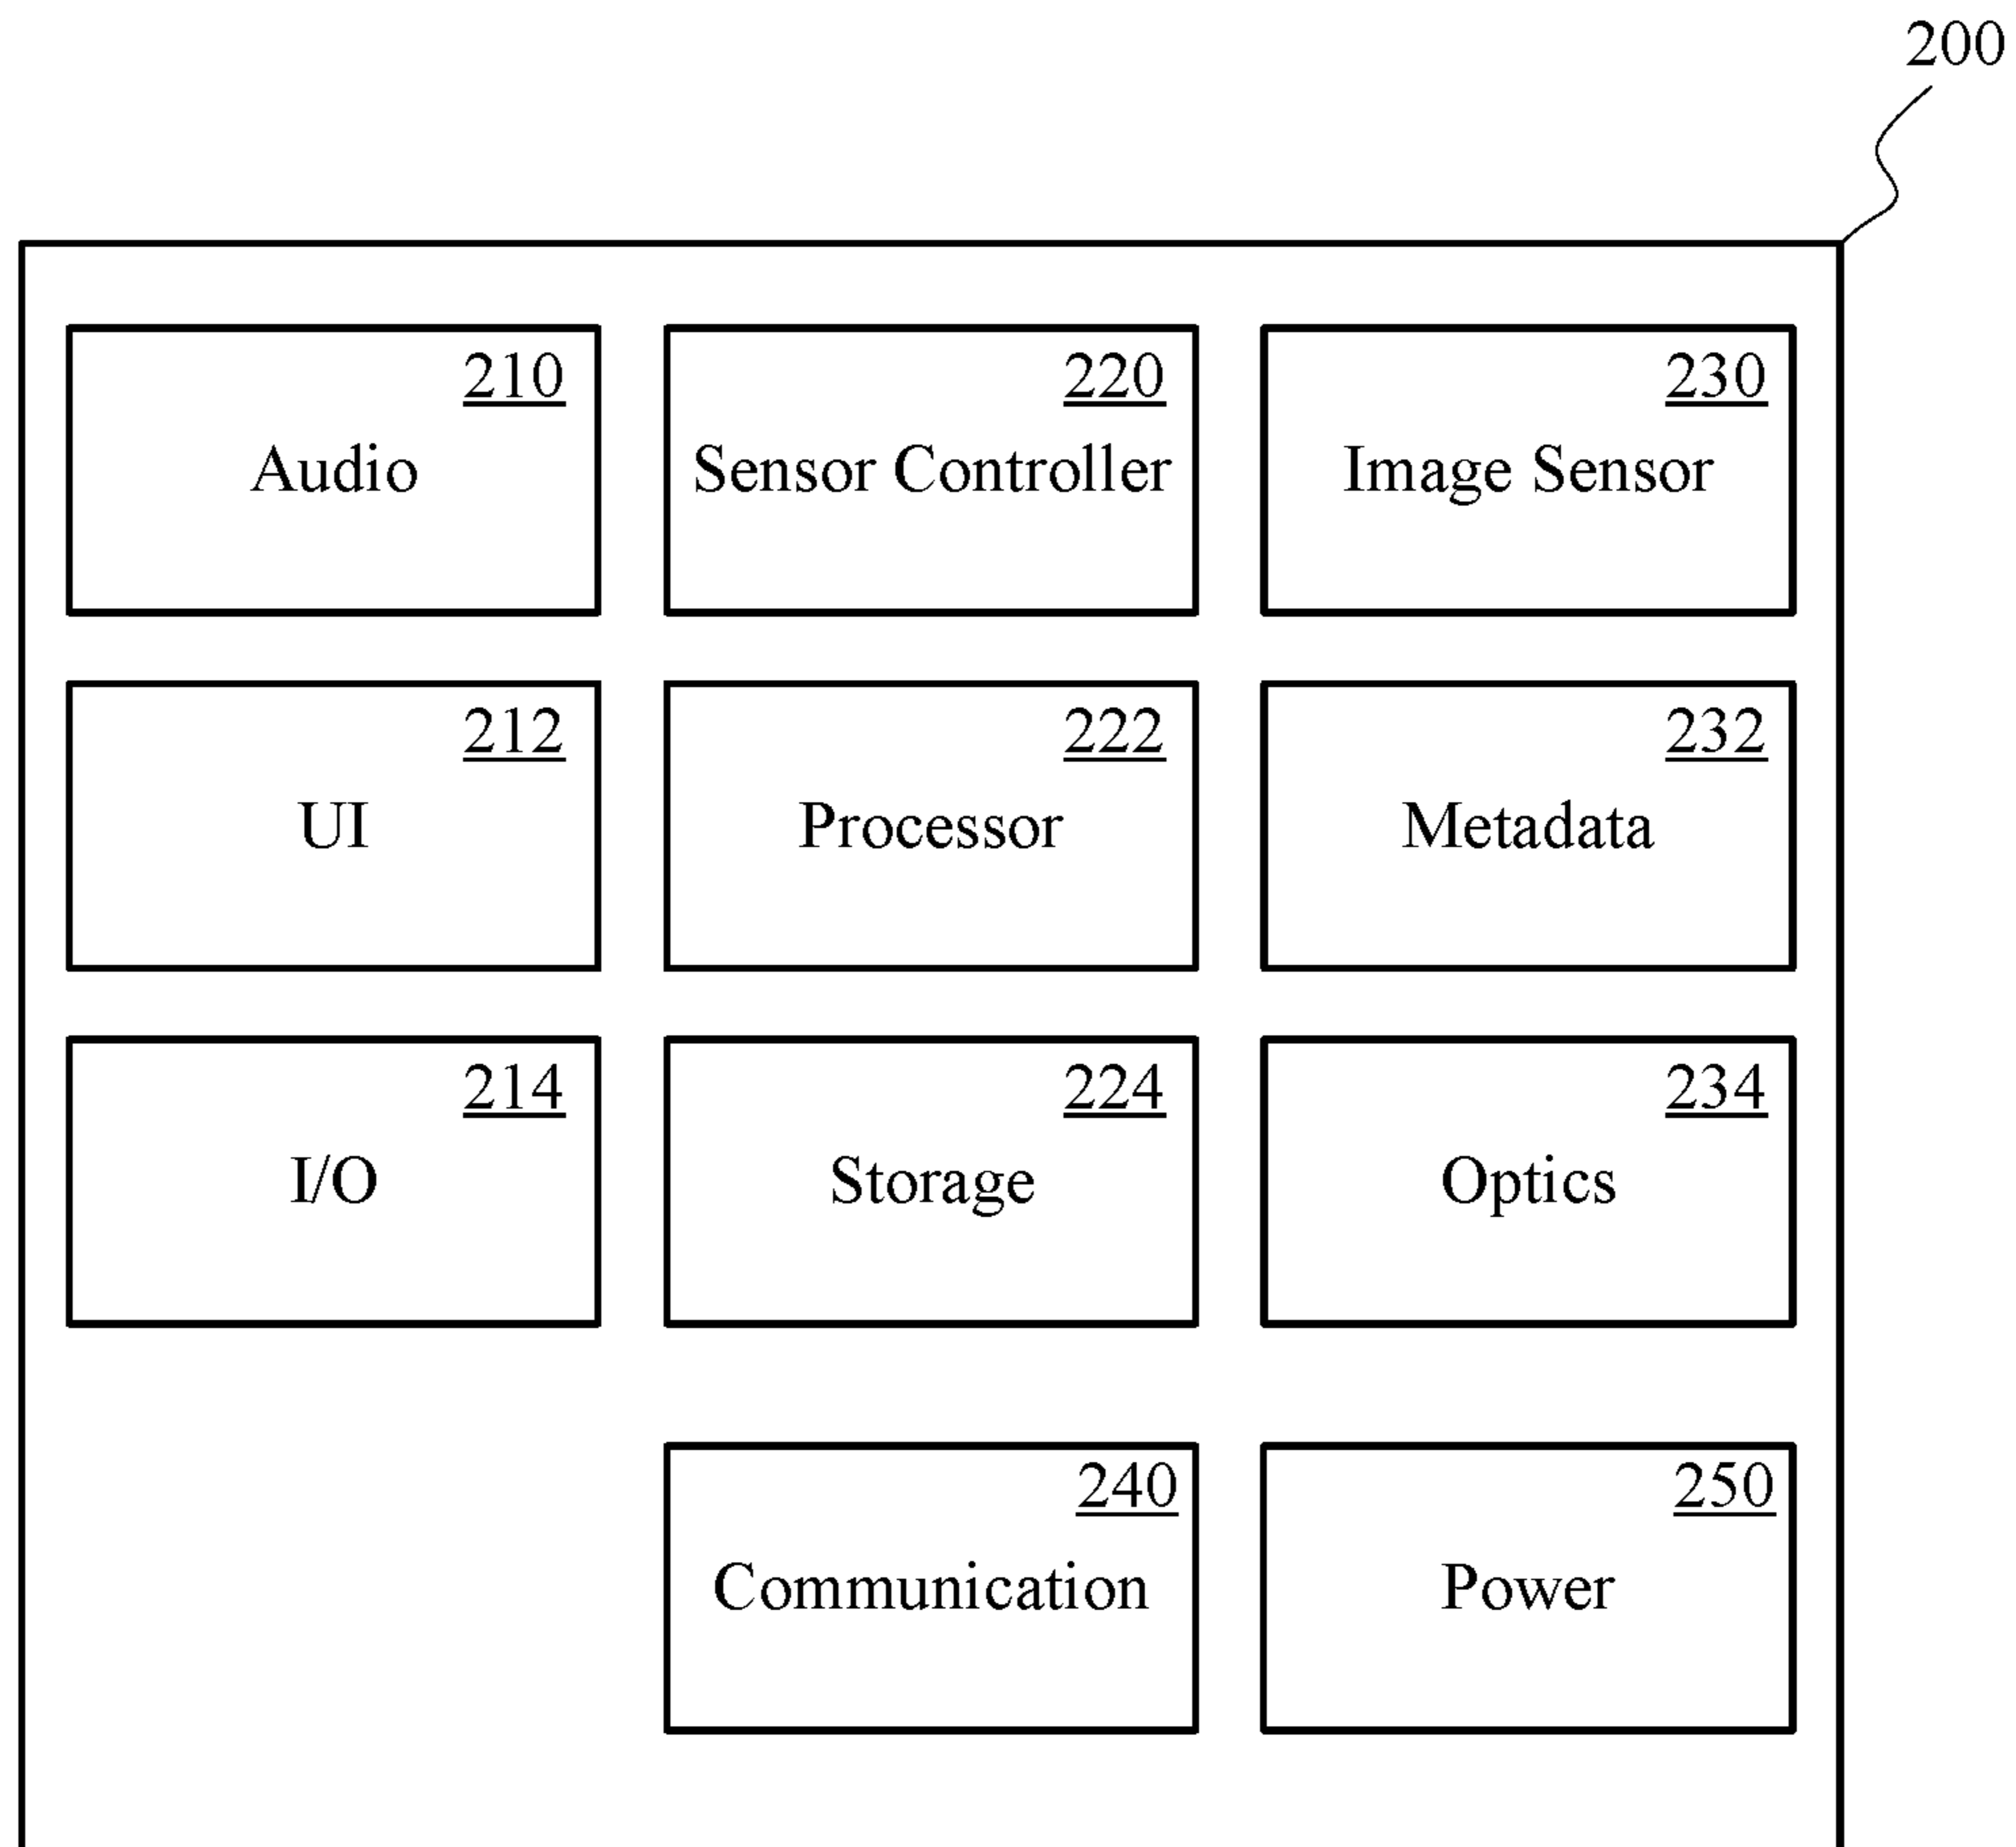 200
210
Audio
220
Sensor Controller
230
Image Sensor
212
UI
222
Processor
232
Metadata
214
I/O
224
Storage
234
Optics
240
Communication
250
Power